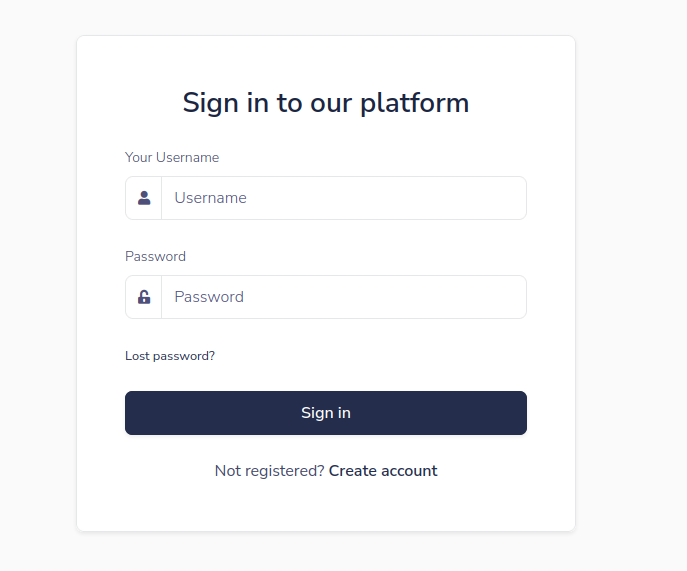 Sign in to our platform
Your Username
Username
Password
Password
Lost password?
Sign in
Not registered? Create account